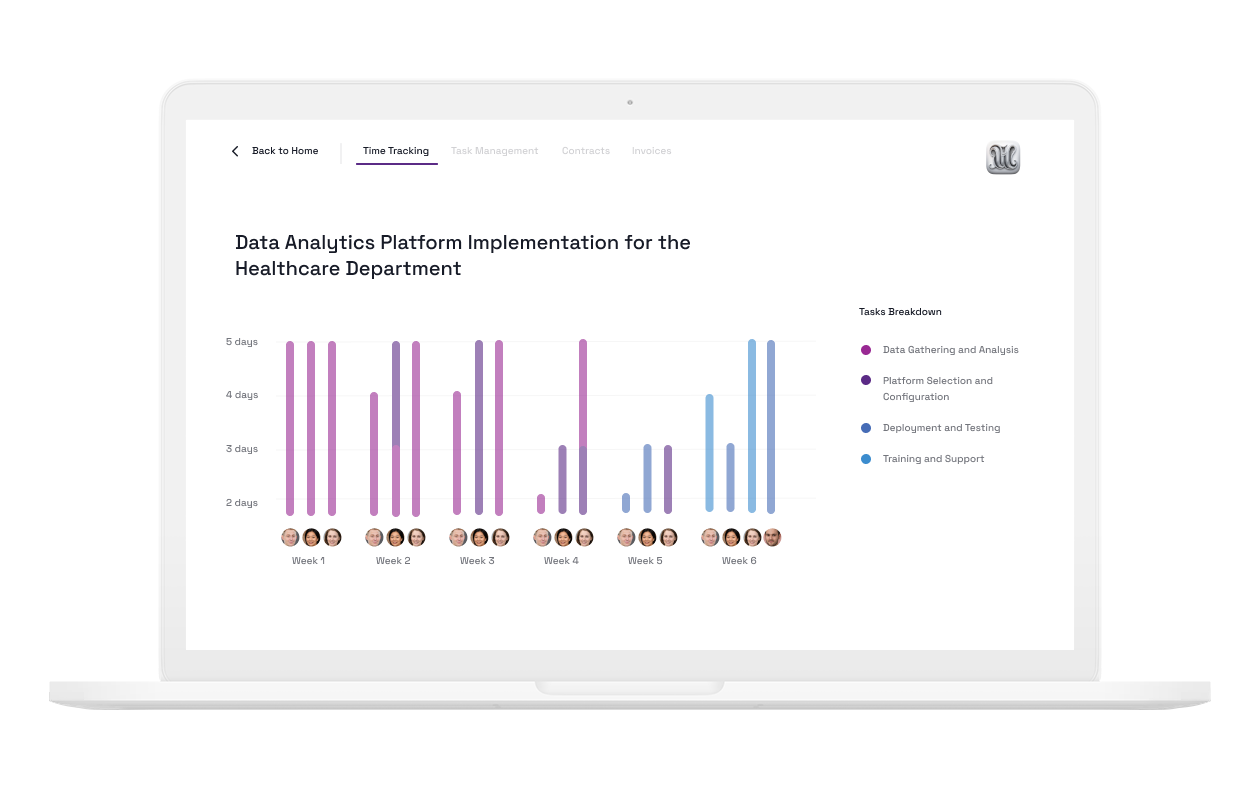 Back to Home
Time Tracking
Task Management
Contracts
Invoices
Data Analytics Platform Implementation for the
Healthcare Department
Tasks Breakdown
5 days
4 days
3 days
2 days
Data Gathering and Analysis
Platform Selection and
Configuration
Deployment and Testing
Training and Support
Week 1
Week 2
Week 3
Week 4
Week 5
Week 6